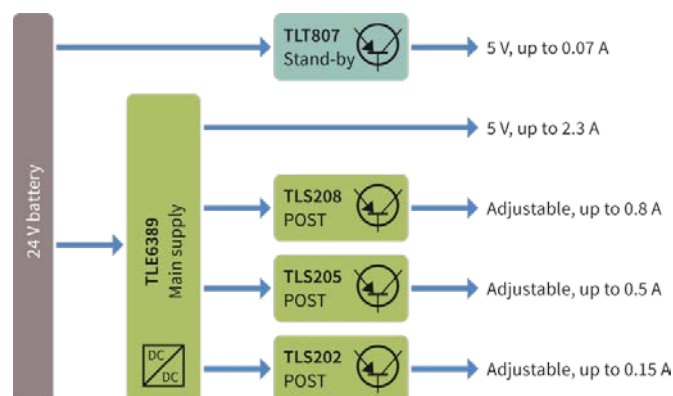 24 V battery
TLT807
Stand-by
5 V, up to 0.07 A
TLE6389
Main supply
DC
DC
5 V, up to 2.3 A
TLS208
POST
Adjustable, up to 0.8 A
TLS205
POST
Adjustable, up to 0.5 A
TLS202
POST
Adjustable, up to 0.15 A